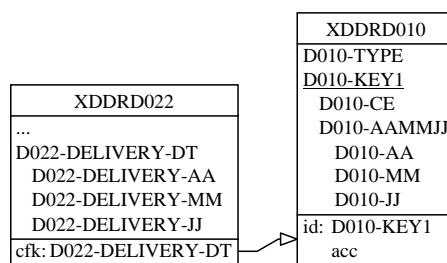 XDDRD022
...
D022-DELIVERY-DT
D022-DELIVERY-AA
D022-DELIVERY-MM
D022-DELIVERY-JJ
cfk: D022-DELIVERY-DT
XDDRD010
D010-TYPE
D010-KEY1
D010-CE
D010-AAMMJJ
D010-AA
D010-MM
D010-JJ
id: D010-KEY1
acc